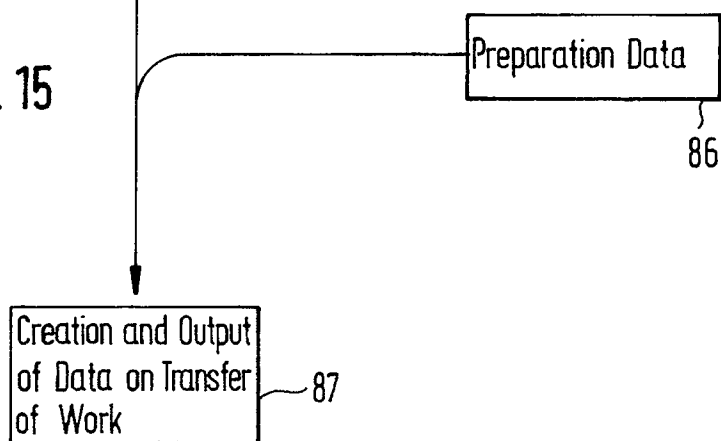 Preparation Data
. 15
86
Creation and Output
of Data on Transfer
of Work
87